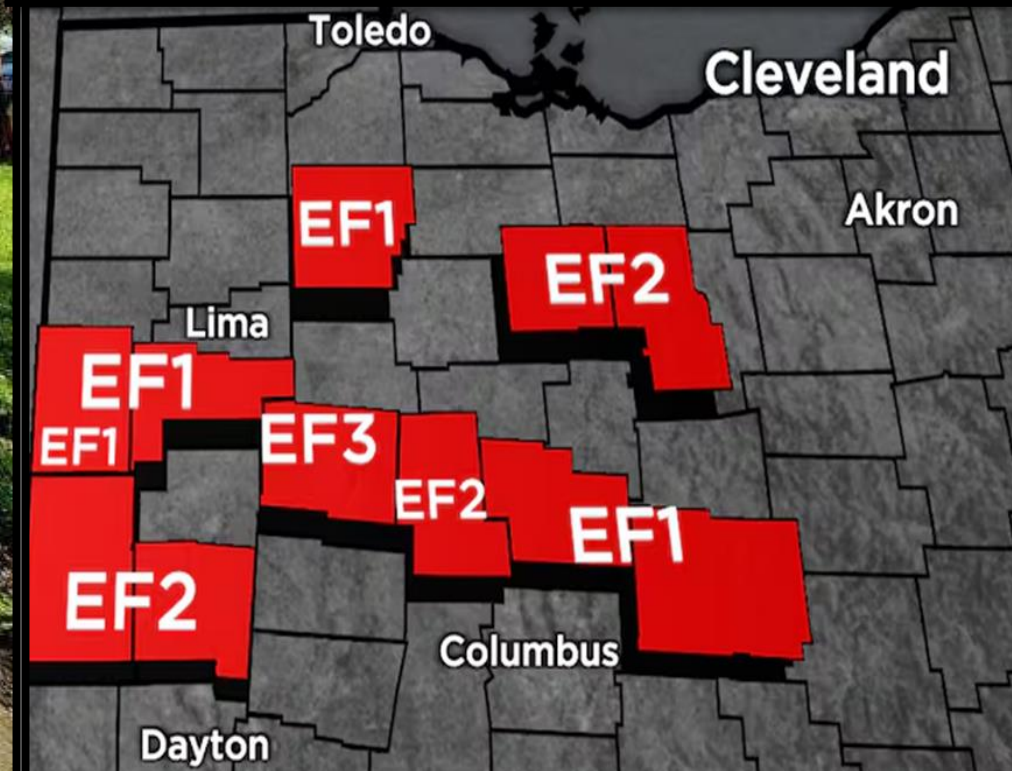 Toledo
Cleveland
EF1
Akron
EF2
Lima
EF1
EF1
EF3
EF2
EF1
EF2
Columbus
Dayton